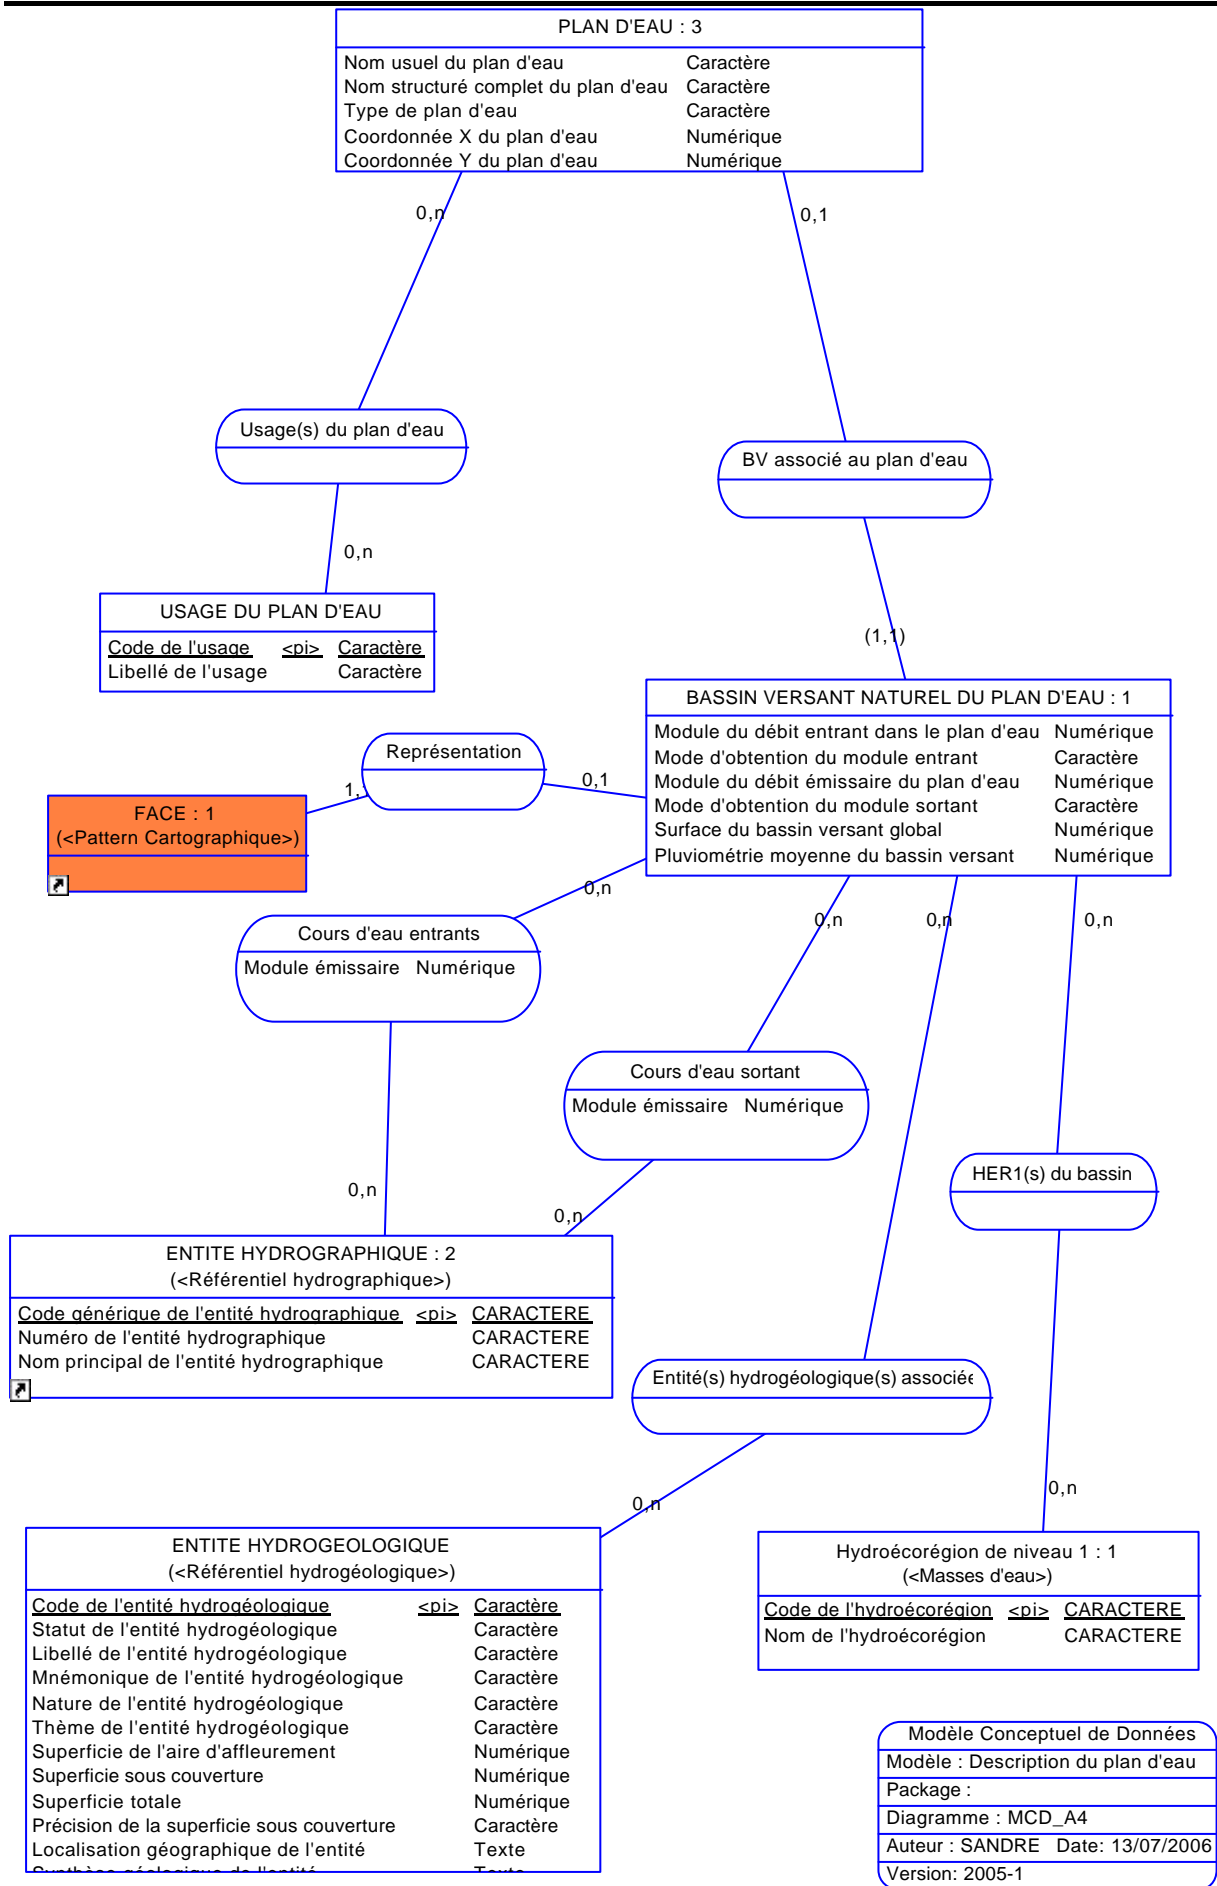 PLAN D'EAU : 3
Nom usuel du plan d'eau Caractère
Nom structuré complet du plan d'eau Caractère
Type de plan d'eau Caractère
Coordonnée X du plan d'eau Numérique
Coordonnée Y du plan d'eau Numérique
0,n
0,1
Usage(s) du plan d'eau
BV associé au plan d'eau
0,n
(1,1)
USAGE DU PLAN D'EAU
Code de l'usage <pi> Caractère
Libellé de l'usage Caractère
BASSIN VERSANT NATUREL DU PLAN D'EAU : 1
Module du débit entrant dans le plan d'eau Numérique
Mode d'obtention du module entrant Caractère
Module du débit émissaire du plan d'eau Numérique
Mode d'obtention du module sortant Caractère
Surface du bassin versant global Numérique
Pluviométrie moyenne du bassin versant Numérique
Représentation
0,1
1,
FACE : 1
(<Pattern Cartographique>)
0,n
0,n
0,n
0,n
Cours d'eau entrants
Module émissaire Numérique
Cours d'eau sortant
Module émissaire Numérique
HER1(s) du bassin
0,n
0,n
ENTITE HYDROGRAPHIQUE : 2
(<Référentiel hydrographique>)
Code générique de l'entité hydrographique <pi> CARACTERE
Numéro de l'entité hydrographique CARACTERE
Nom principal de l'entité hydrographique CARACTERE
Entité(s) hydrogéologique(s) associée
0,n
0,n
ENTITE HYDROGEOLOGIQUE
(<Référentiel hydrogéologique>)
Code de l'entité hydrogéologique <pi> Caractère
Statut de l'entité hydrogéologique Caractère
Libellé de l'entité hydrogéologique Caractère
Mnémonique de l'entité hydrogéologique Caractère
Nature de l'entité hydrogéologique Caractère
Thème de l'entité hydrogéologique Caractère
Superficie de l'aire d'affleurement Numérique
Superficie sous couverture Numérique
Superficie totale Numérique
Précision de la superficie sous couverture Caractère
Localisation géographique de l'entité Texte
Synthèse géologique de l'entité Texte
Hydroécorégion de niveau 1 : 1
(<Masses d'eau>)
Code de l'hydroécorégion <pi> CARACTERE
Nom de l'hydroécorégion CARACTERE
Modèle Conceptuel de Données
Modèle : Description du plan d'eau
Package :
Diagramme : MCD_A4
Auteur : SANDRE Date: 13/07/2006
Version: 2005-1